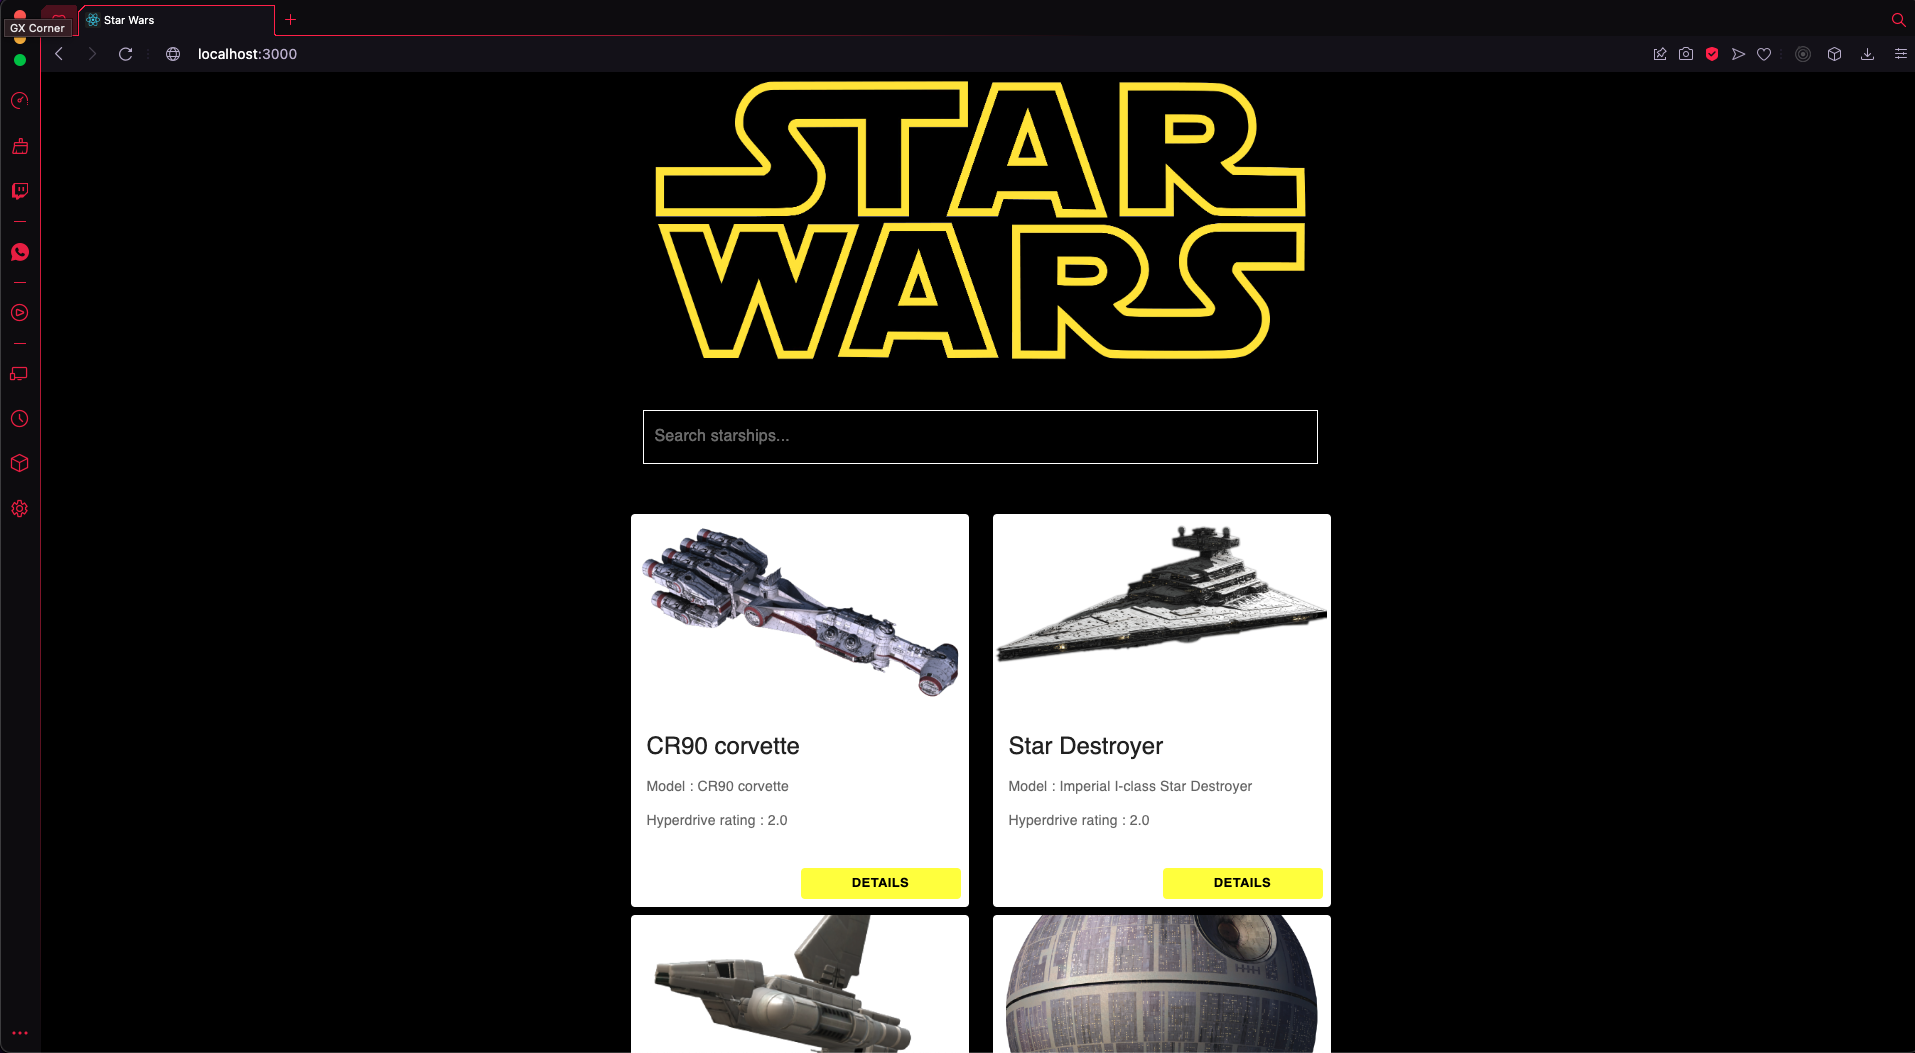 Star Wars
GX Corner
localhost:3000
STAR
WARS
Search starships...
CR90 corvette
Model : CR90 corvette
Hyperdrive rating : 2.0
DETAILS
Star Destroyer
Model : Imperial I-class Star Destroyer
Hyperdrive rating : 2.0
DETAILS